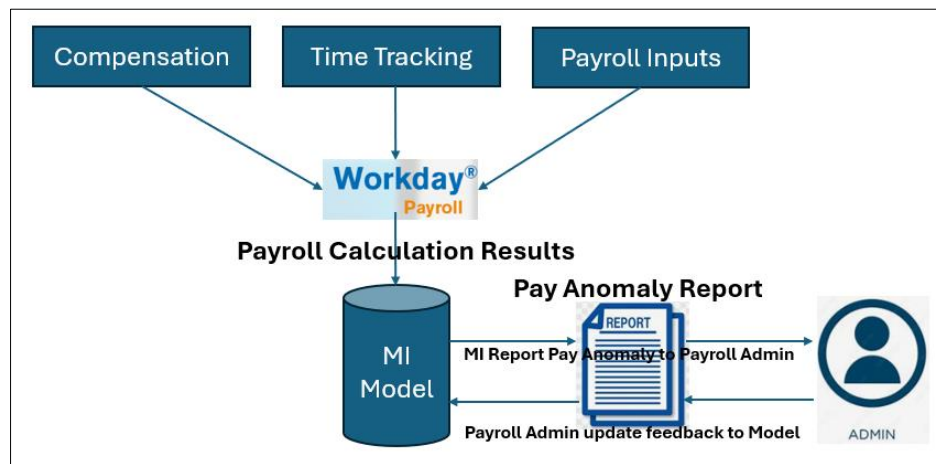 Compensation
Time Tracking
Payroll Inputs
Workday®
Payroll
Payroll Calculation Results
Pay Anomaly Report
REPORT
MI Report Pay Anomaly to Payroll Admin
MI
Model
Payroll Admin update feedback to Model
ADMIN